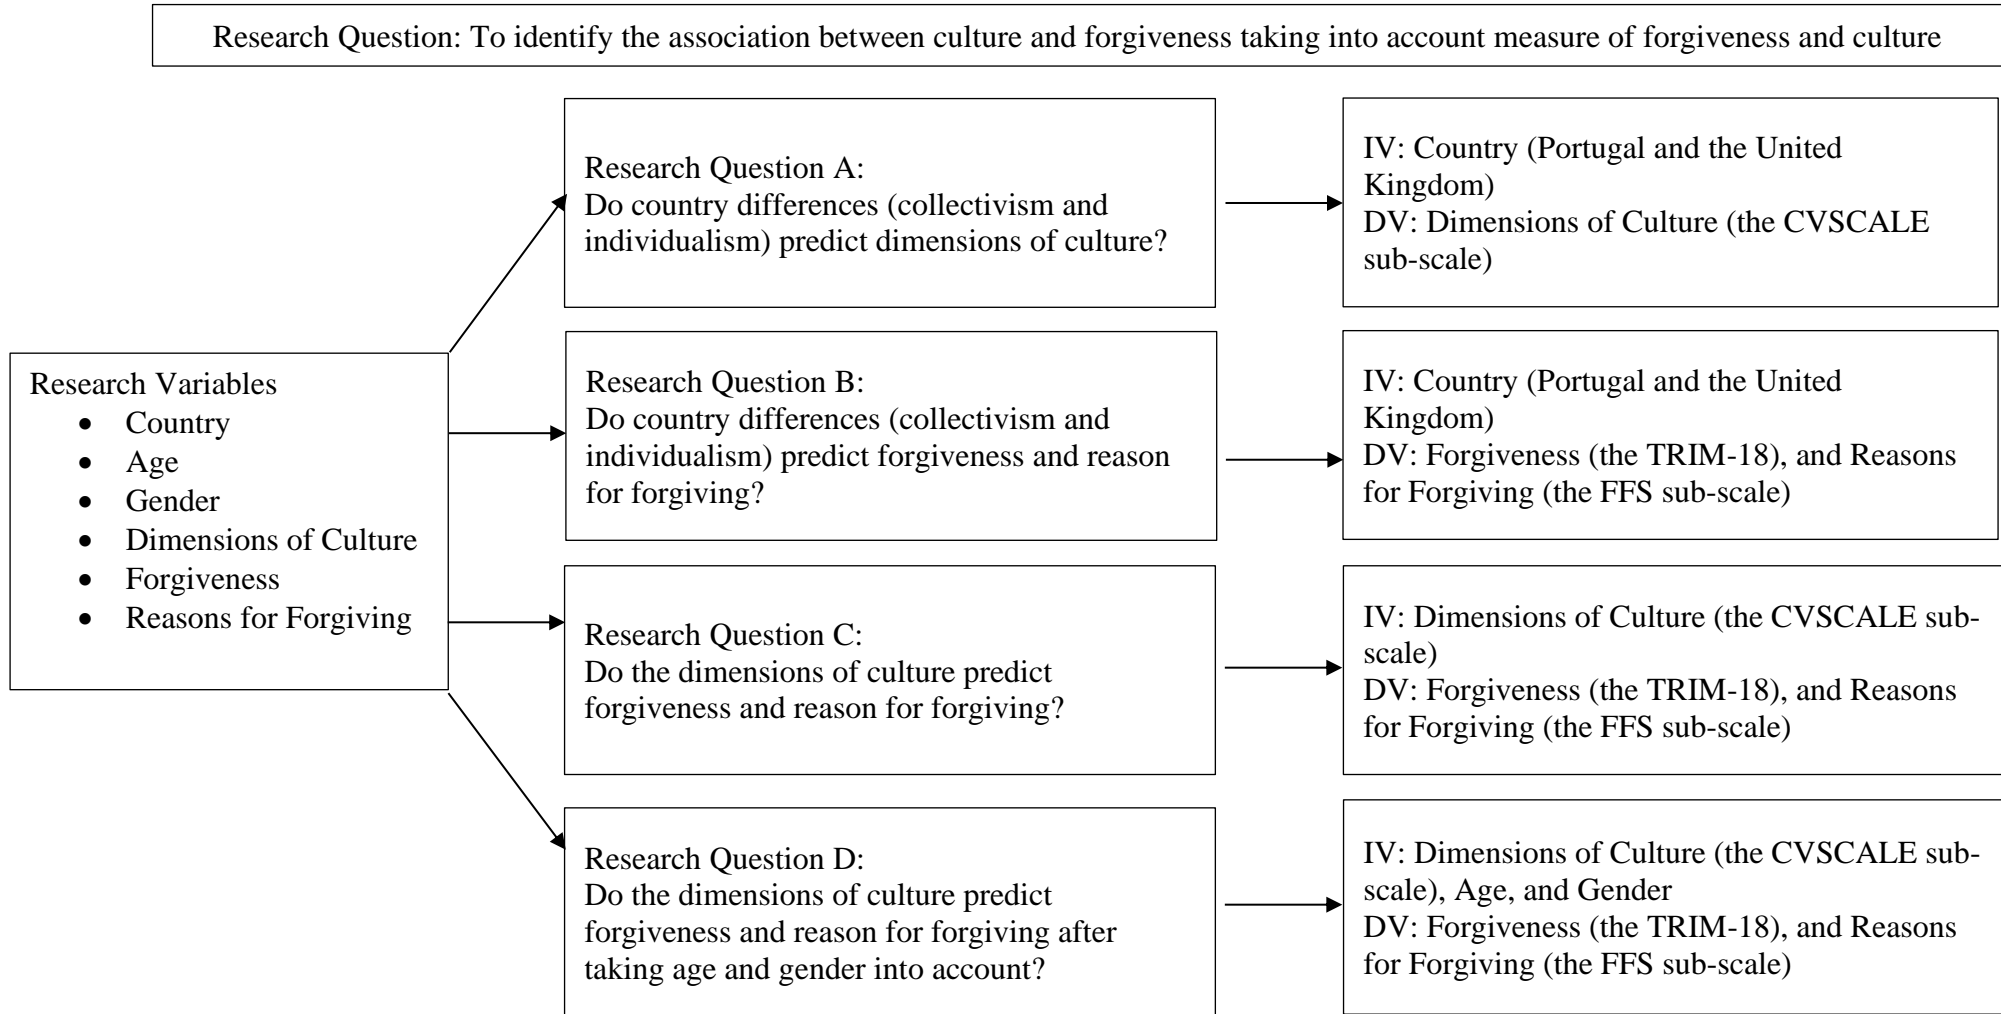 Research Question: To identify the association between culture and forgiveness taking into account measure of forgiveness and culture
Research Variables
• Country
• Age
• Gender
• Dimensions of Culture
• Forgiveness
• Reasons for Forgiving
Research Question A:
Do country differences (collectivism and
individualism) predict dimensions of culture?
IV: Country (Portugal and the United
Kingdom)
DV: Dimensions of Culture (the CVSCALE
sub-scale)
Research Question B:
Do country differences (collectivism and
individualism) predict forgiveness and reason
for forgiving?
IV: Country (Portugal and the United
Kingdom)
DV: Forgiveness (the TRIM-18), and Reasons
for Forgiving (the FFS sub-scale)
Research Question C:
Do the dimensions of culture predict
forgiveness and reason for forgiving?
IV: Dimensions of Culture (the CVSCALE sub-
scale)
DV: Forgiveness (the TRIM-18), and Reasons
for Forgiving (the FFS sub-scale)
Research Question D:
Do the dimensions of culture predict
forgiveness and reason for forgiving after
taking age and gender into account?
IV: Dimensions of Culture (the CVSCALE sub-
scale), Age, and Gender
DV: Forgiveness (the TRIM-18), and Reasons
for Forgiving (the FFS sub-scale)